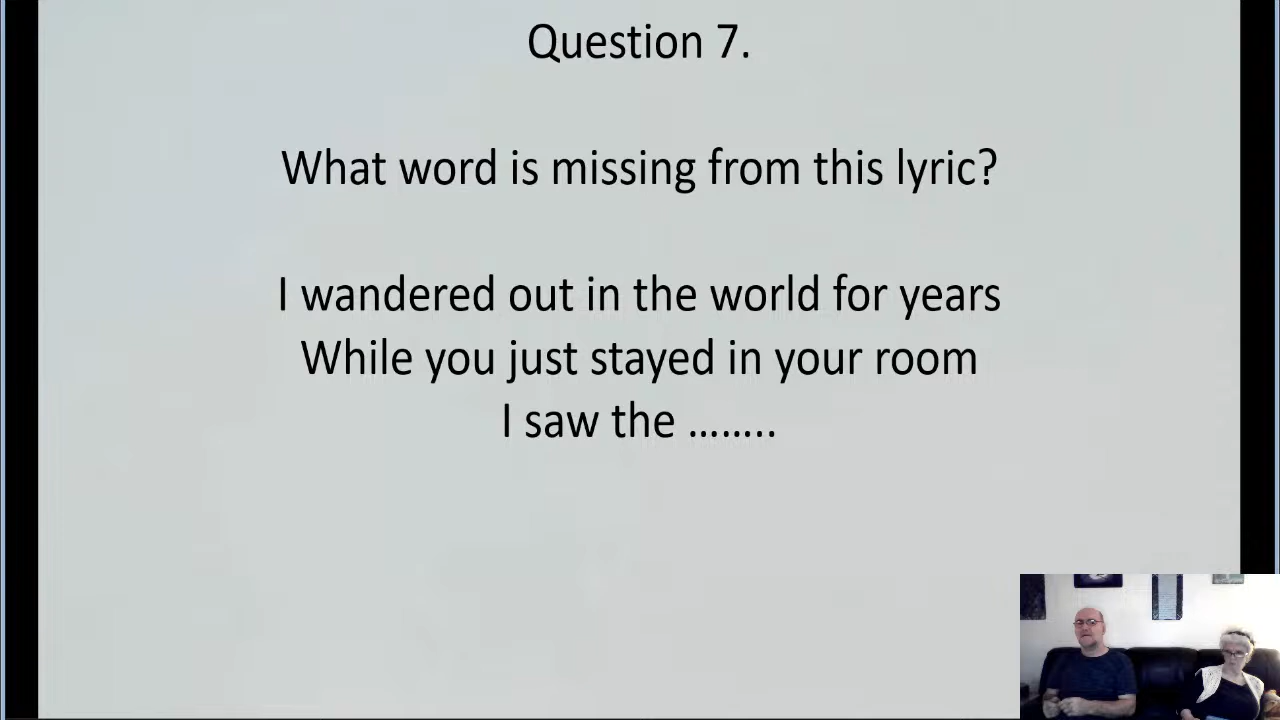 Question 7.
What word is missing from this lyric?
I wandered out in the world for years
While you just stayed in your room
I saw the ........